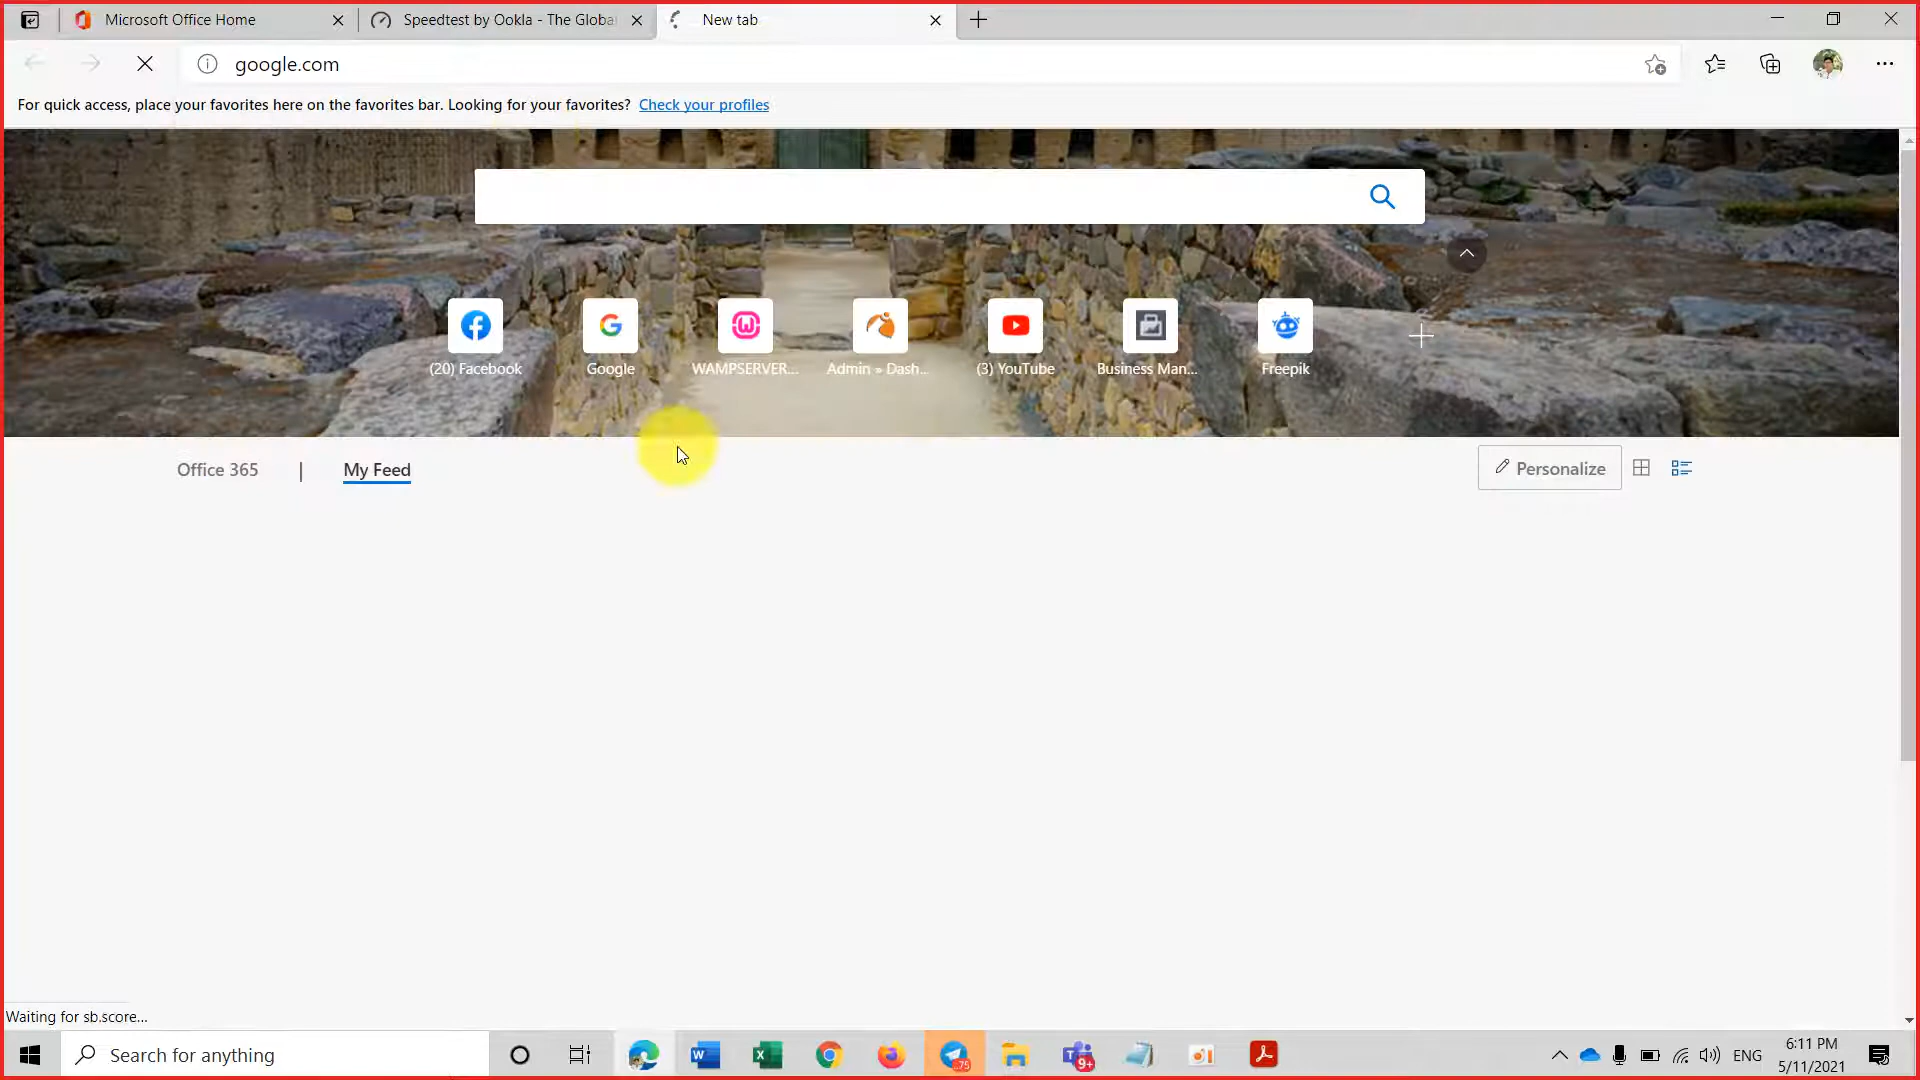 Microsoft Office Home
Speedtest by Ookla - The Globa
New tab
google.com
For quick access, place your favorites here on the favorites bar. Looking for your favorites? Check your profiles
(20) Facebook
Google
WAMPSERVER...
Admin » Dash...
(3) YouTube
Business Man...
Freepik
Office 365 | My Feed
Personalize
Waiting for sb.score...
Search for anything
9+
ENG
6:11 PM
5/11/2021